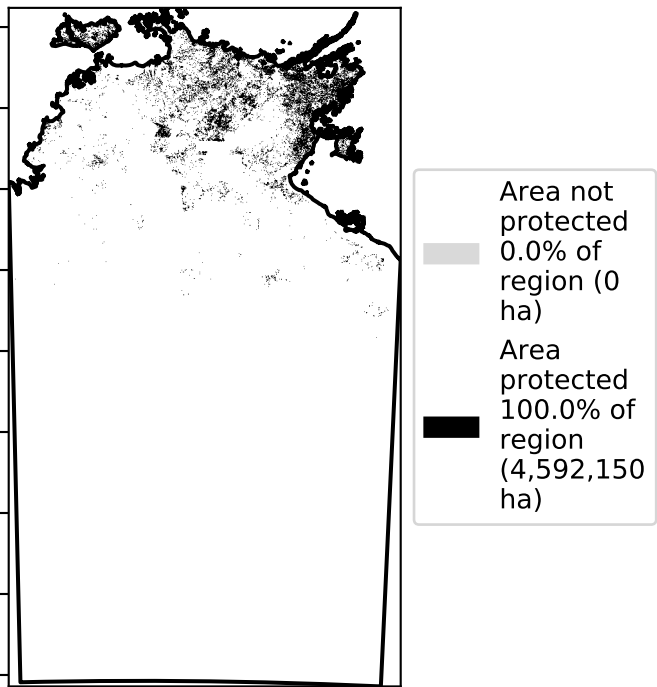 Area not
protected
0.0% of
region (0
ha)
Area
protected
100.0% of
region
(4,592,150
ha)